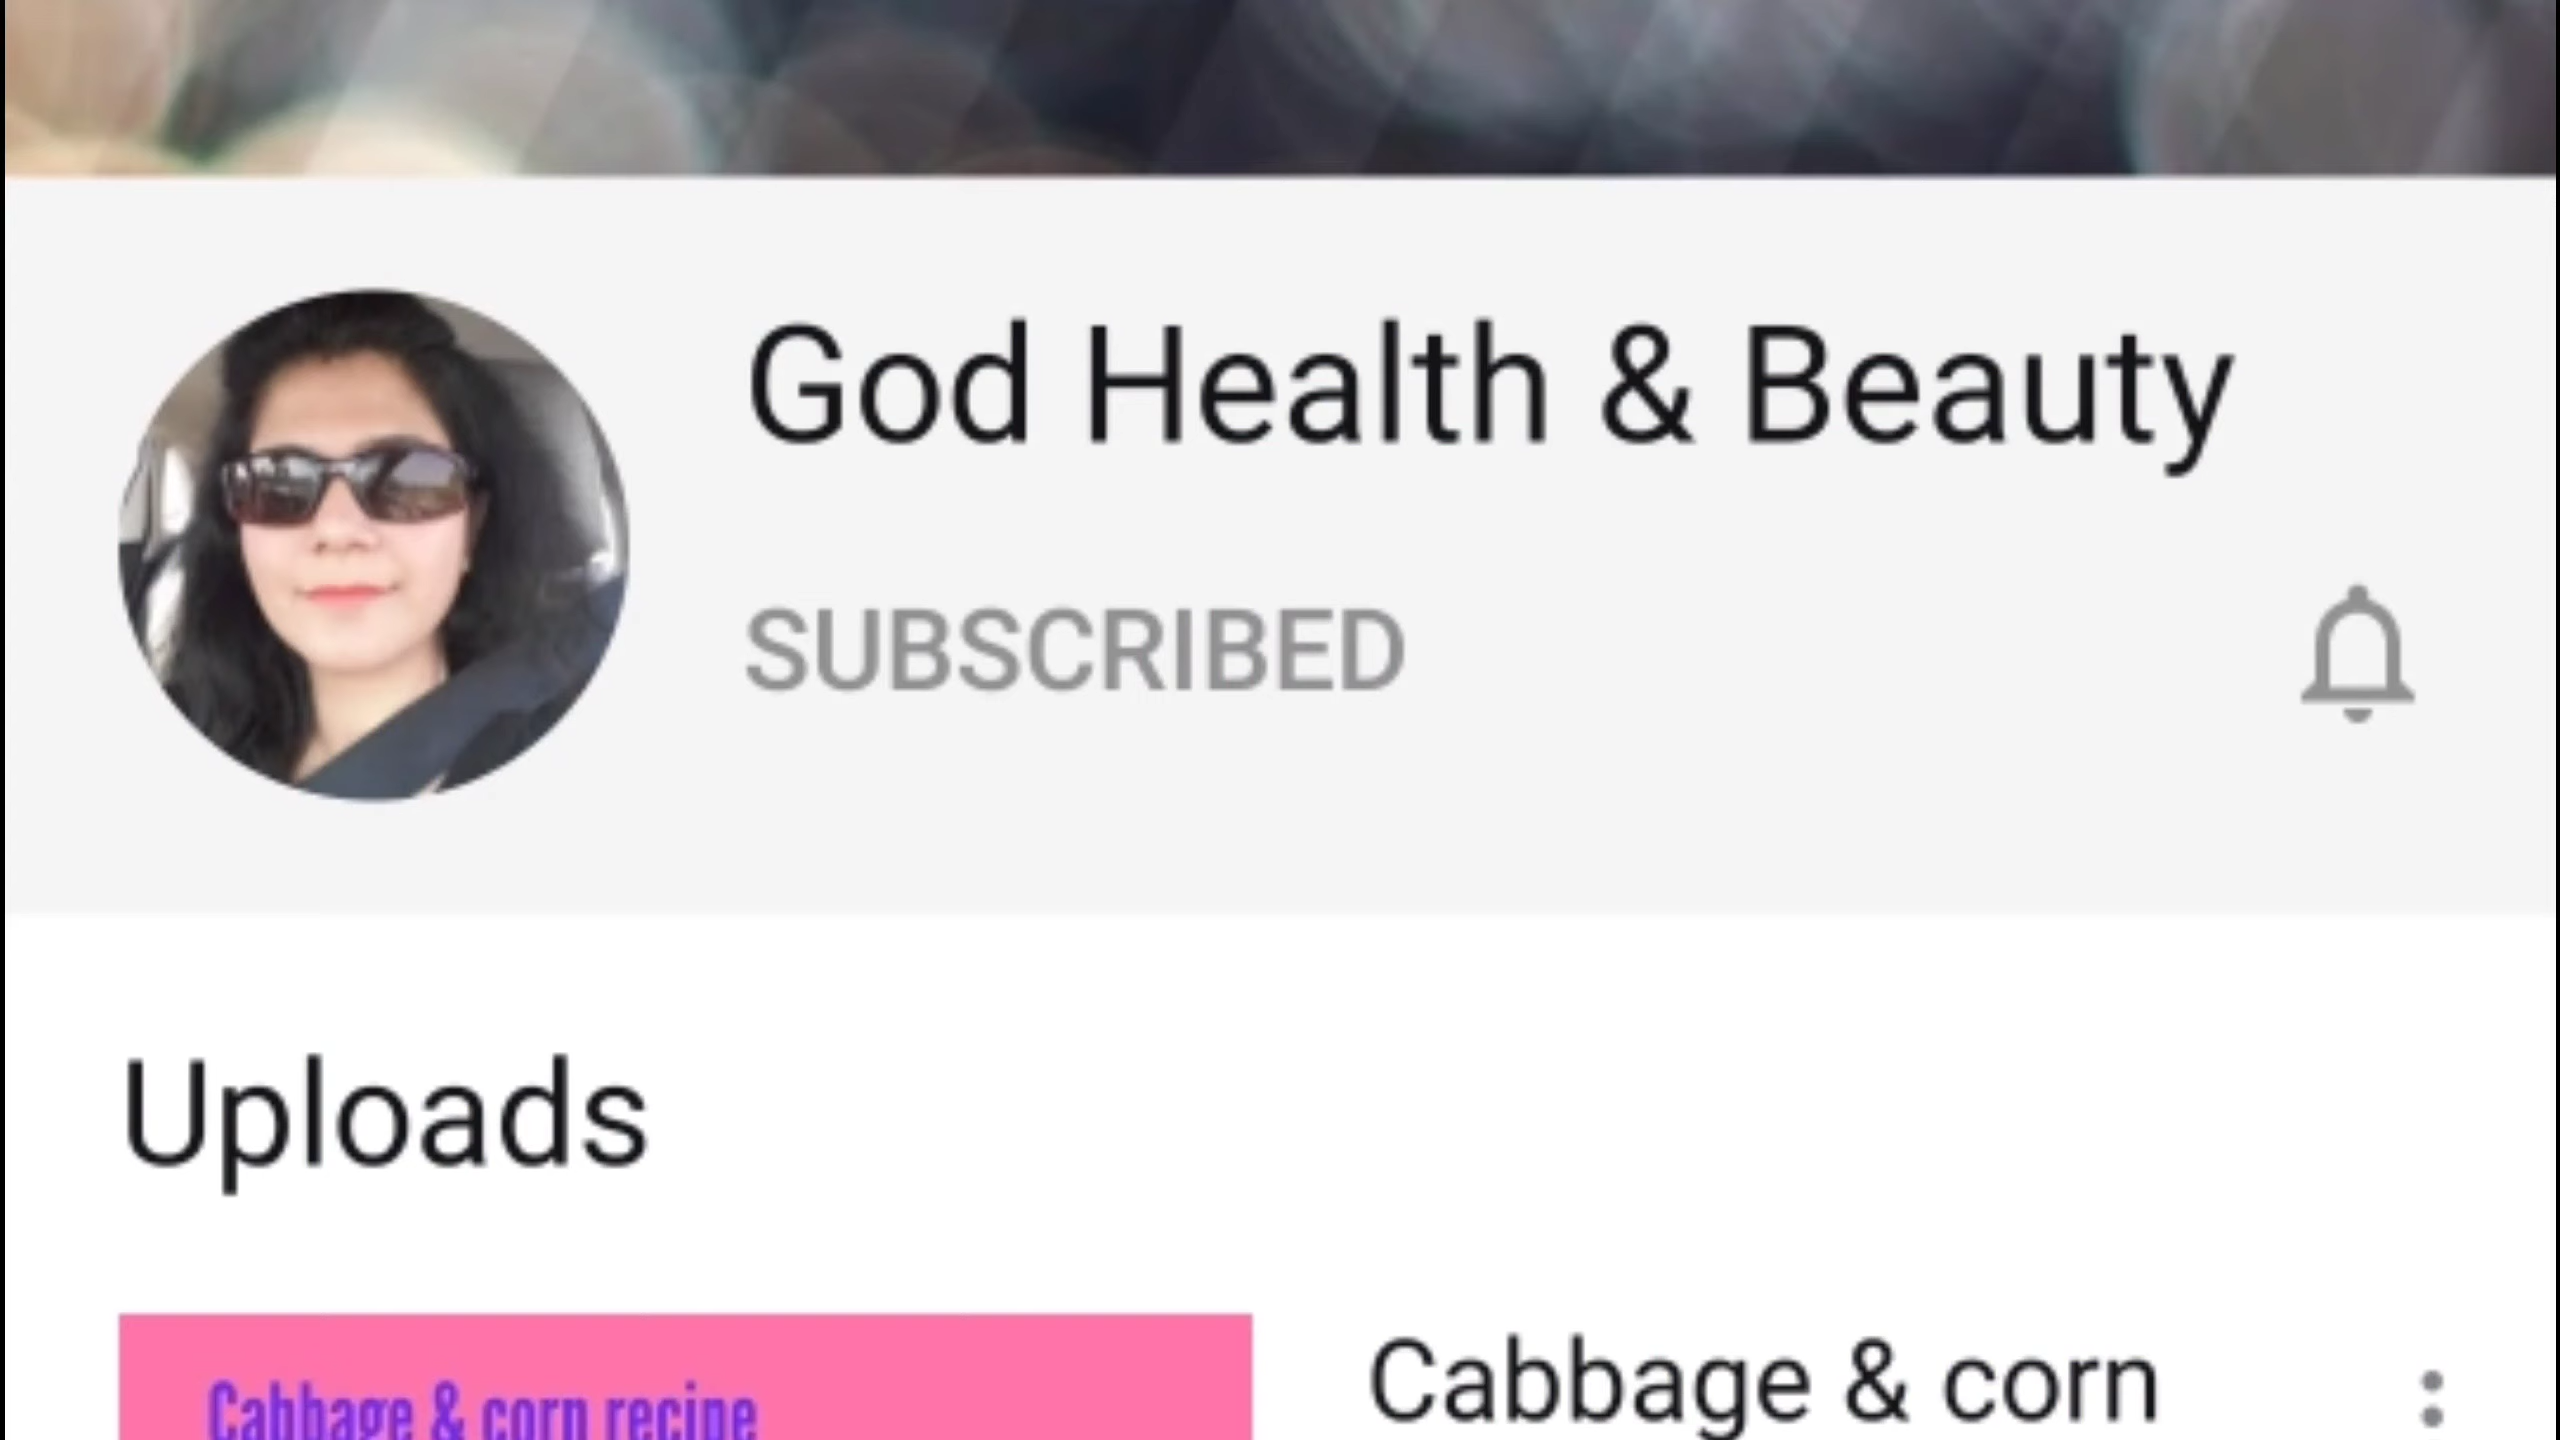 God Health & Beauty
SUBSCRIBED
Uploads
Cabbage & corn recipe
Cabbage & corn